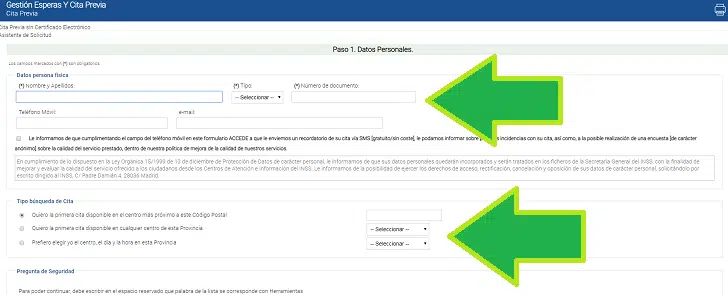 Gestión Esperas Y Cita Previa
Cita Previa
Cita Previa sin Certificado Electrónico
Asistente de Solicitud
Paso 1. Datos Personales.
Los campos marcados con (*) son obligatorios.
Datos persona física
(*) Nombre y Apellidos: (*) Tipo: (*) Número de documento:
-- Seleccionar --
Teléfono Móvil: e-mail:
Le informamos de que cumplimentando el campo del teléfono móvil en este formulario ACCEDE a que le enviemos un recordatorio de su cita vía SMS [gratuito/sin coste], le podamos informar sobre incidencias con su cita, así como, a la posible realización de una encuesta [de carácter
anónimo] sobre la calidad del servicio prestado, dentro de nuestra política de mejora de la calidad de nuestros servicios.
En cumplimiento de lo dispuesto en la Ley Orgánica 15/1999 de 13 de diciembre de Protección de Datos de carácter personal, le informamos de que sus datos personales quedarán incorporados y serán tratados en los ficheros de la Secretaría General del INSS, con la finalidad de
mejorar y evaluar la calidad del servicio ofrecido a los ciudadanos desde los Centros de Atención e información del INSS. Le informamos de la posibilidad de ejercer los derechos de acceso, rectificación, cancelación y oposición de sus datos de carácter personal, solicitándolo por
escrito dirigido al INSS, C/ Padre Damián 4, 28036 Madrid.
Tipo búsqueda de Cita
Quiero la primera cita disponible en el centro más próximo a este Código Postal
Quiero la primera cita disponible en cualquier centro de esta Provincia -- Seleccionar --
Prefiero elegir yo el centro, el día y la hora en esta Provincia -- Seleccionar --
Pregunta de Seguridad
Para poder continuar, debe escribir en el espacio reservado que palabra de la lista se corresponde con Herramientas